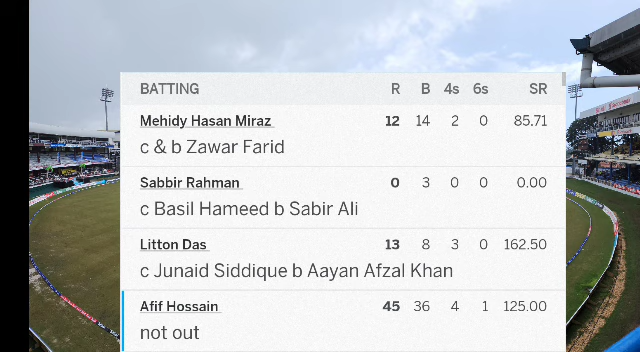 BATTING R B 4s 6s SR
Mehidy Hasan Miraz 12 14 2 0 85.71
c & b Zawar Farid
Sabbir Rahman 0 3 0 0 0.00
c Basil Hameed b Sabir Ali
Litton Das 13 8 3 0 162.50
c Junaid Siddique b Aayan Afzal Khan
Afif Hossain 45 36 4 1 125.00
not out